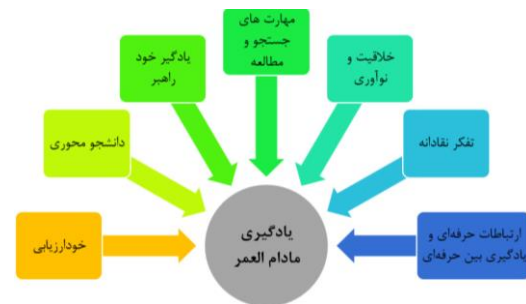 مهارت های
جستجو و
مطالعه
خلاقیت و
نوآوری
یادگیر خود
راهبر
تفکر نقادانه
دانشجو محوری
ارتباطات حرفه‌ای و
یادگیری بین حرفه‌ای
خودارزیابی
یادگیری
مادام العمر